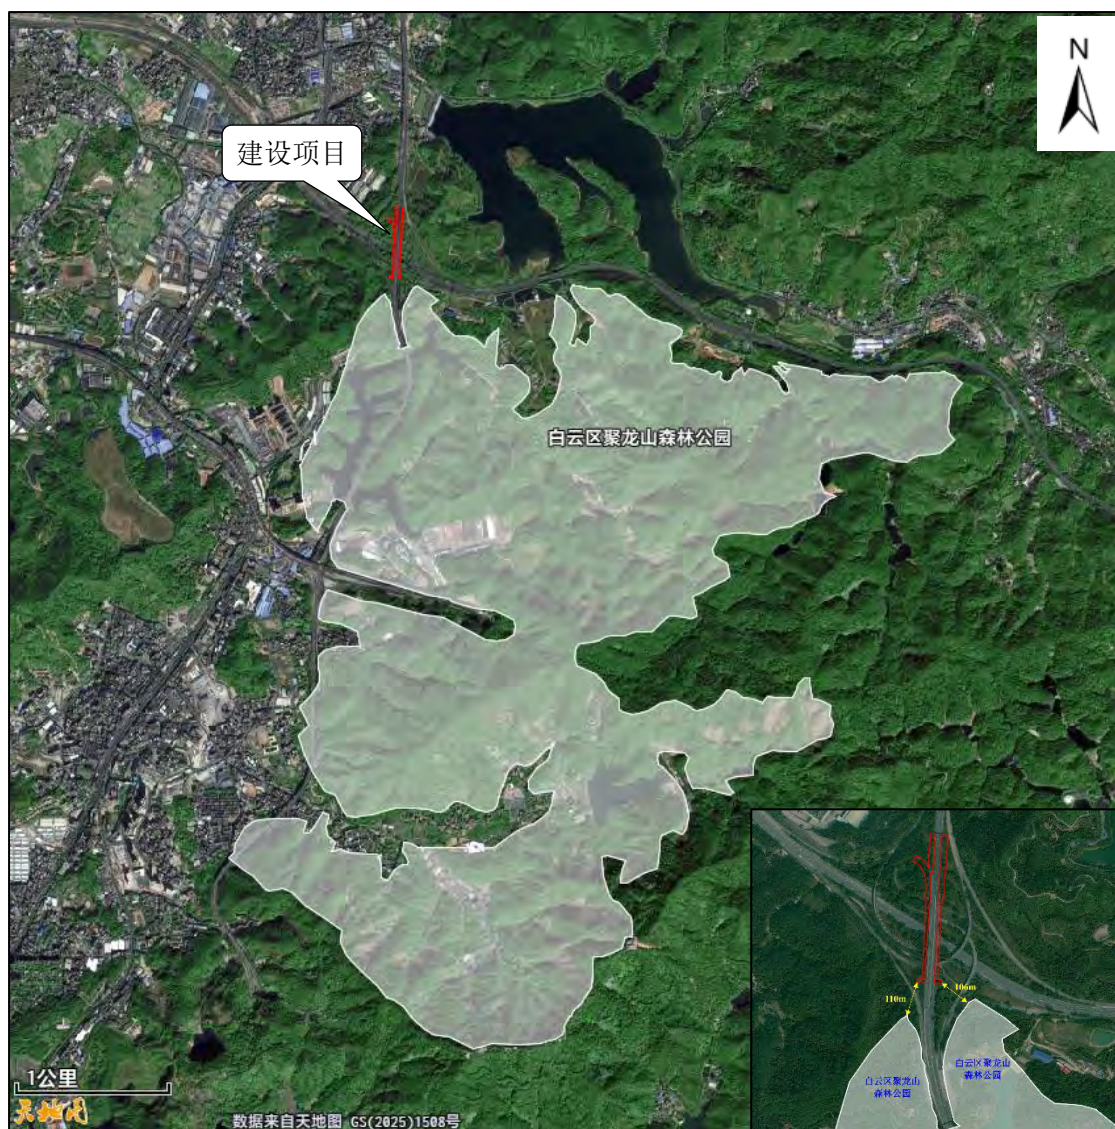 N
建设项目
白云区聚龙山森林公园
1公里
天地图
数据来自天地图 GS(2025)1508号
110m
106m
白云区聚龙山
森林公园
白云区聚龙山
森林公园